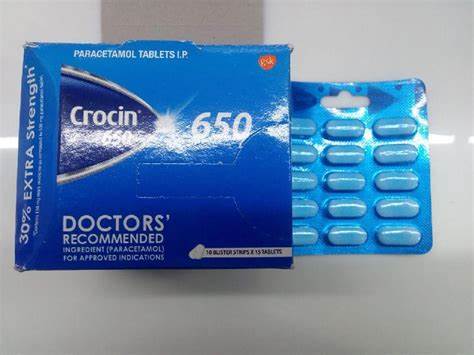 PARACETAMOL TABLETS I.P.
gsk
Crocin
650
650
30% EXTRA Strength
DOCTORS'
RECOMMENDED
INGREDIENT (PARACETAMOL)
FOR APPROVED INDICATIONS
10 BLISTER STRIPS X 15 TABLETS